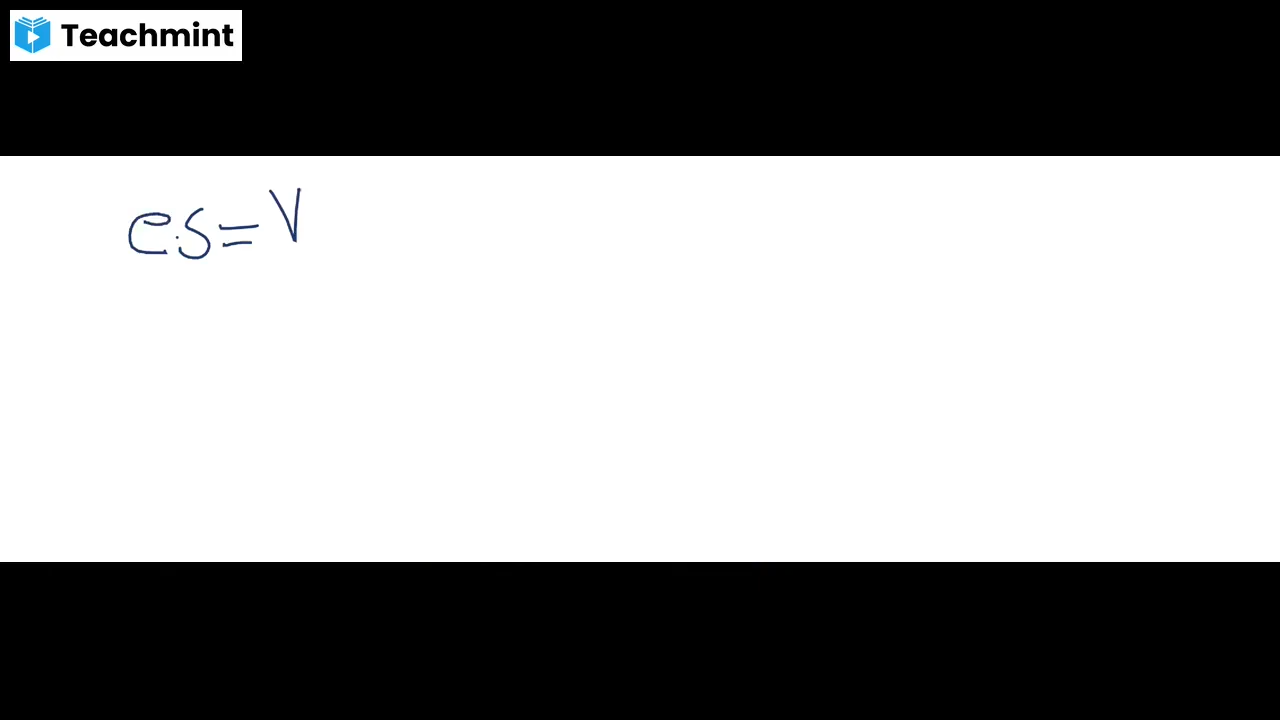 Teachmint
e.s = V